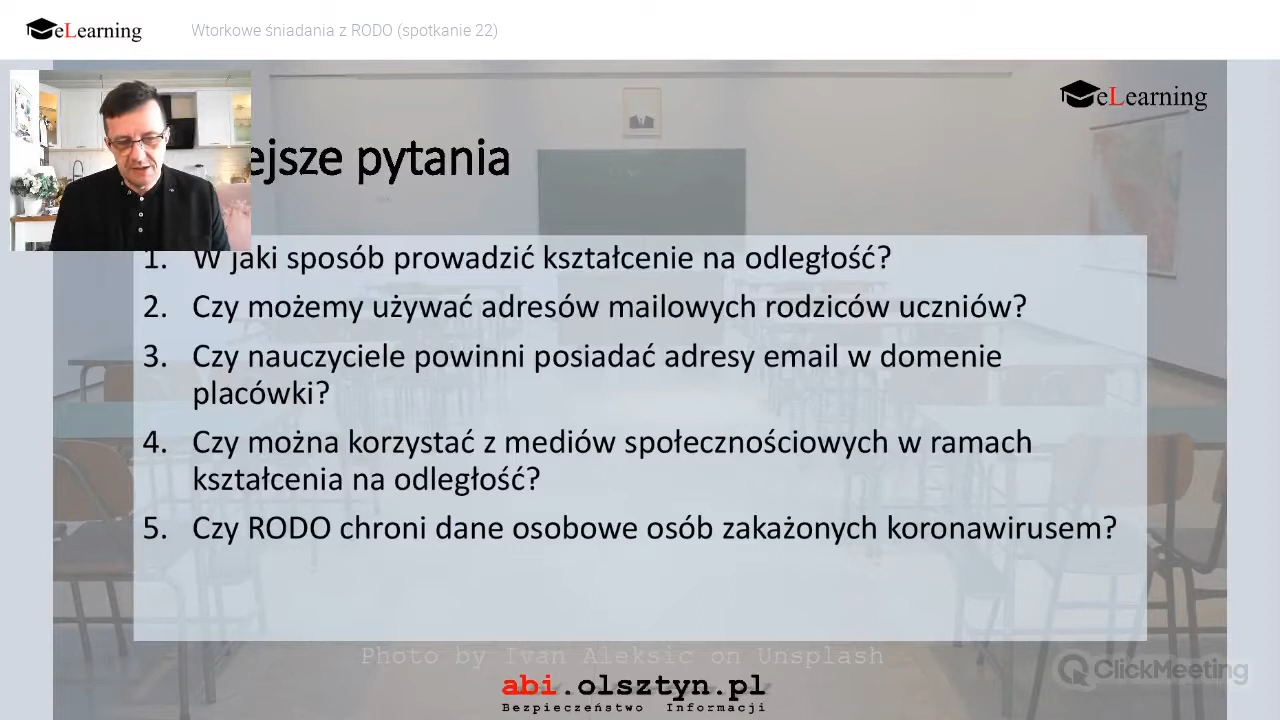 eLearning
Wtorkowe śniadania z RODO (spotkanie 22)
eLearning
ejsze pytania
1. W jaki sposób prowadzić kształcenie na odległość?
2. Czy możemy używać adresów mailowych rodziców uczniów?
3. Czy nauczyciele powinni posiadać adresy email w domenie
placówki?
4. Czy można korzystać z mediów społecznościowych w ramach
kształcenia na odległość?
5. Czy RODO chroni dane osobowe osób zakażonych koronawirusem?
Photo by Ivan Aleksic on Unsplash
ClickMeeting
abi.olsztyn.pl
Bezpieczeństwo Informacji